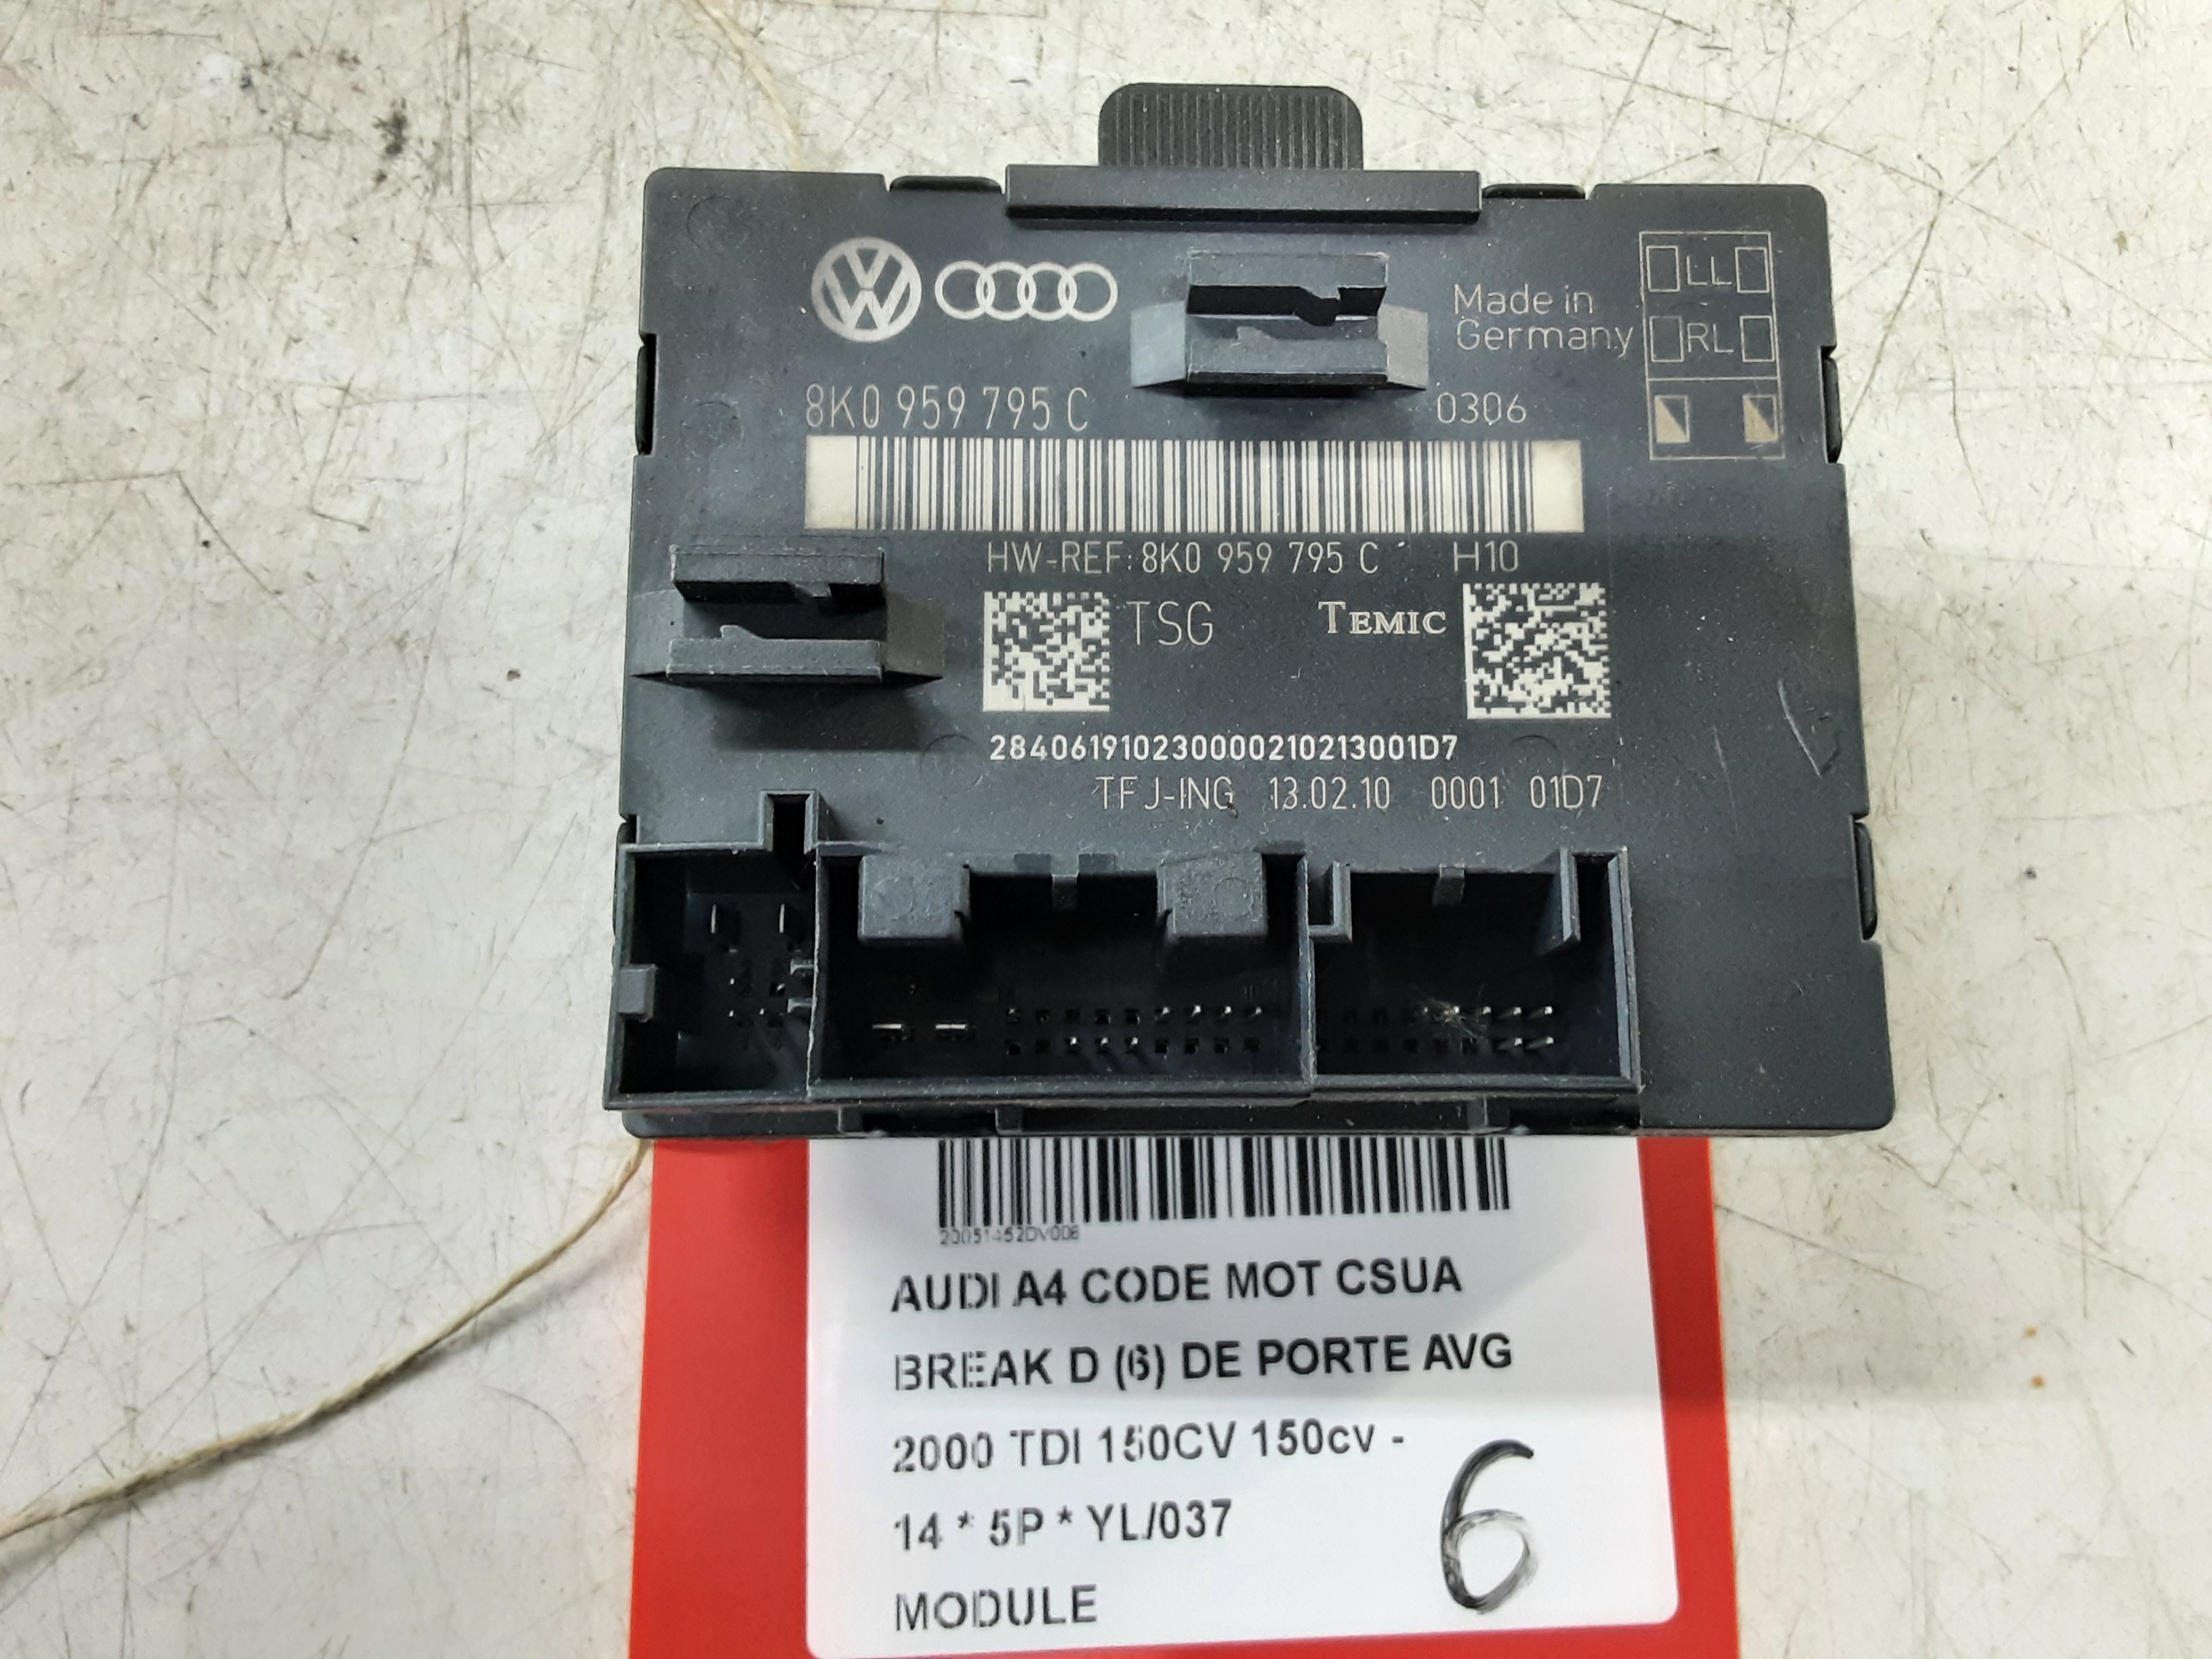 Made in
Germany
LL
RL
8K0 959 795 C
0306
HW-REF: 8K0 959 795 C H10
TSG
TEMIC
28406191023000021021300 1D7
TFJ-ING 13.02.10 0001 01D7
20051452DV006
AUDI A4 CODE MOT CSUA
BREAK D (6) DE PORTE AVG
2000 TDI 150CV 150cv -
14 * 5P * YL/037
MODULE
6